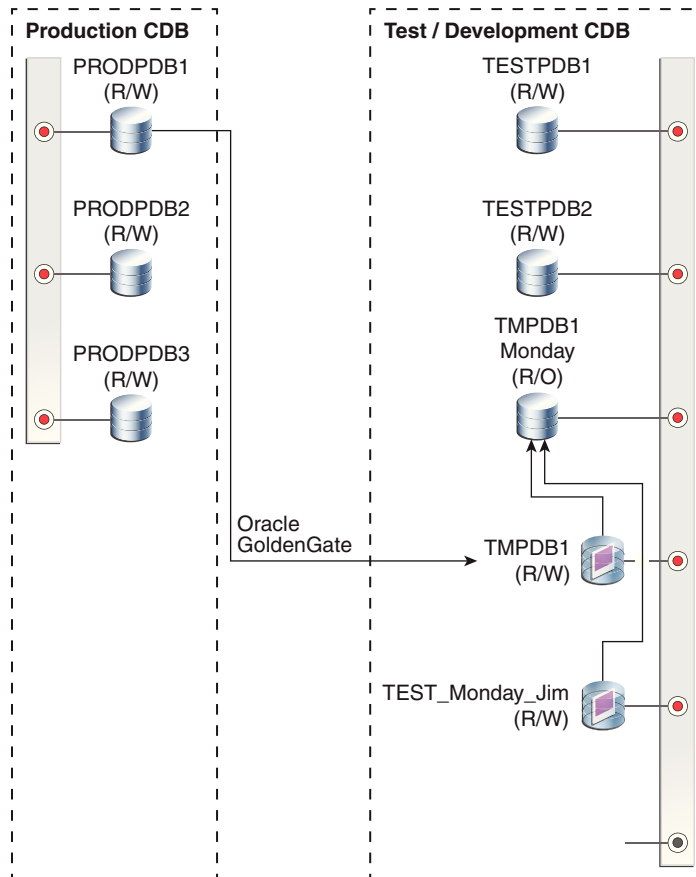 Production CDB
PRODPDB1
(R/W)
PRODPDB2
(R/W)
PRODPDB3
(R/W)
Oracle
GoldenGate
Test / Development CDB
TESTPDB1
(R/W)
TESTPDB2
(R/W)
TMPDB1
Monday
(R/O)
TMPDB1
(R/W)
TEST_Monday_Jim
(R/W)